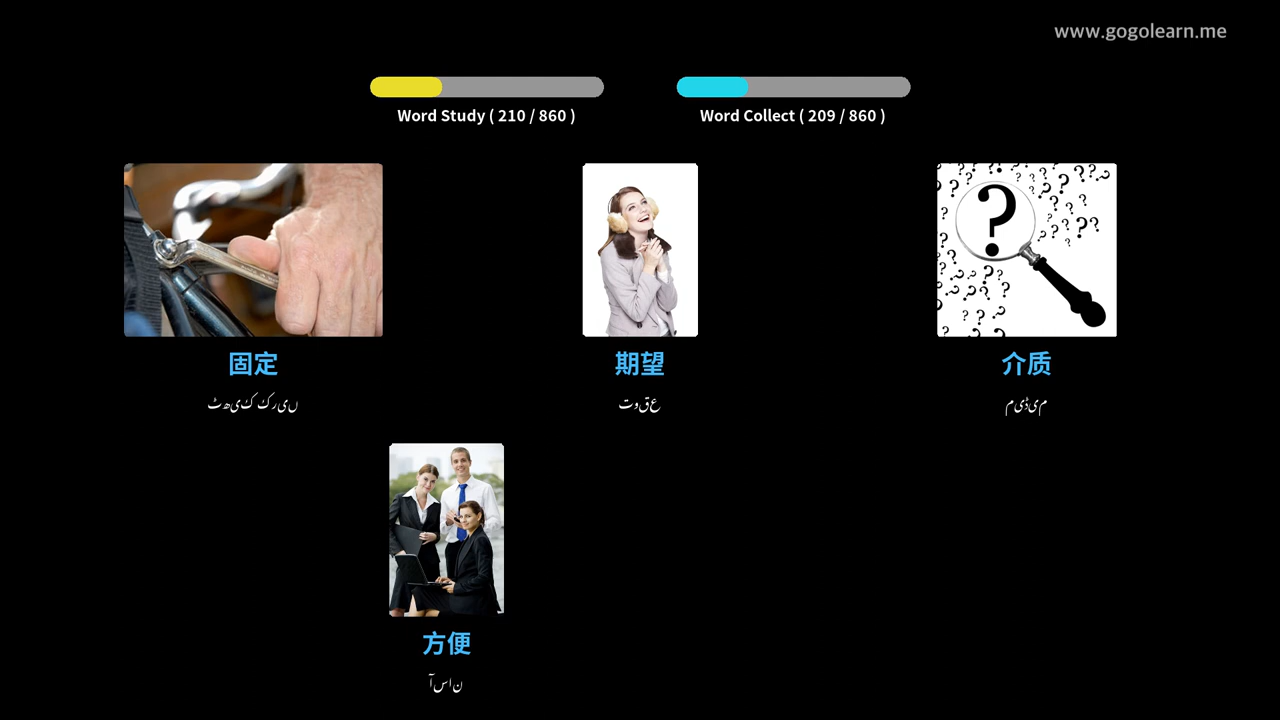 www.gogolearn.me
Word Study ( 210 / 860 )
Word Collect ( 209 / 860 )
固定
ٹھیک کریں
期望
توقع
介质
میڈیم
方便
آسان